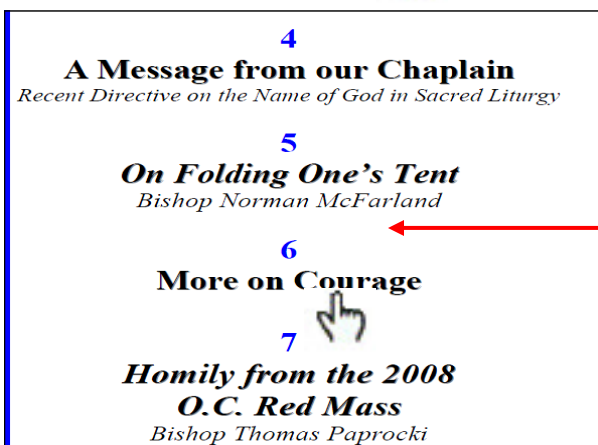 4
A Message from our Chaplain
Recent Directive on the Name of God in Sacred Liturgy
5
On Folding One's Tent
Bishop Norman McFarland
6
More on Courage
7
Homily from the 2008
O.C. Red Mass
Bishop Thomas Paprocki